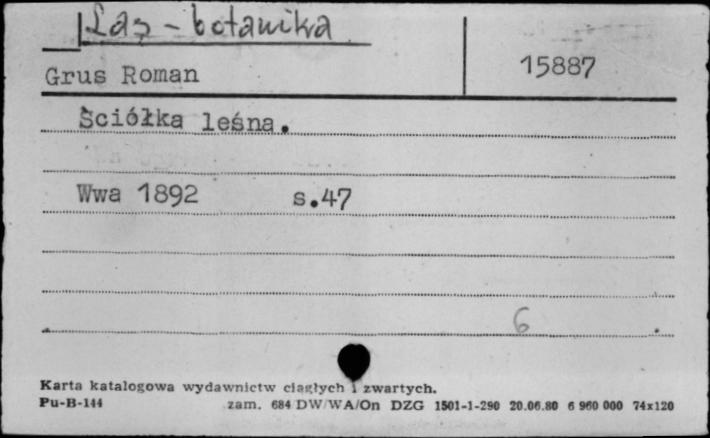 Las - botanika
Grus Roman 15887
Ściółka leśna.
Wwa 1892 s.47
6
Karta katalogowa wydawnictw ciągłych i zwartych.
Pu-B-144 zam. 684 DW/WA/On DZG 1501-1-290 20.06.80 6 960 000 74x120